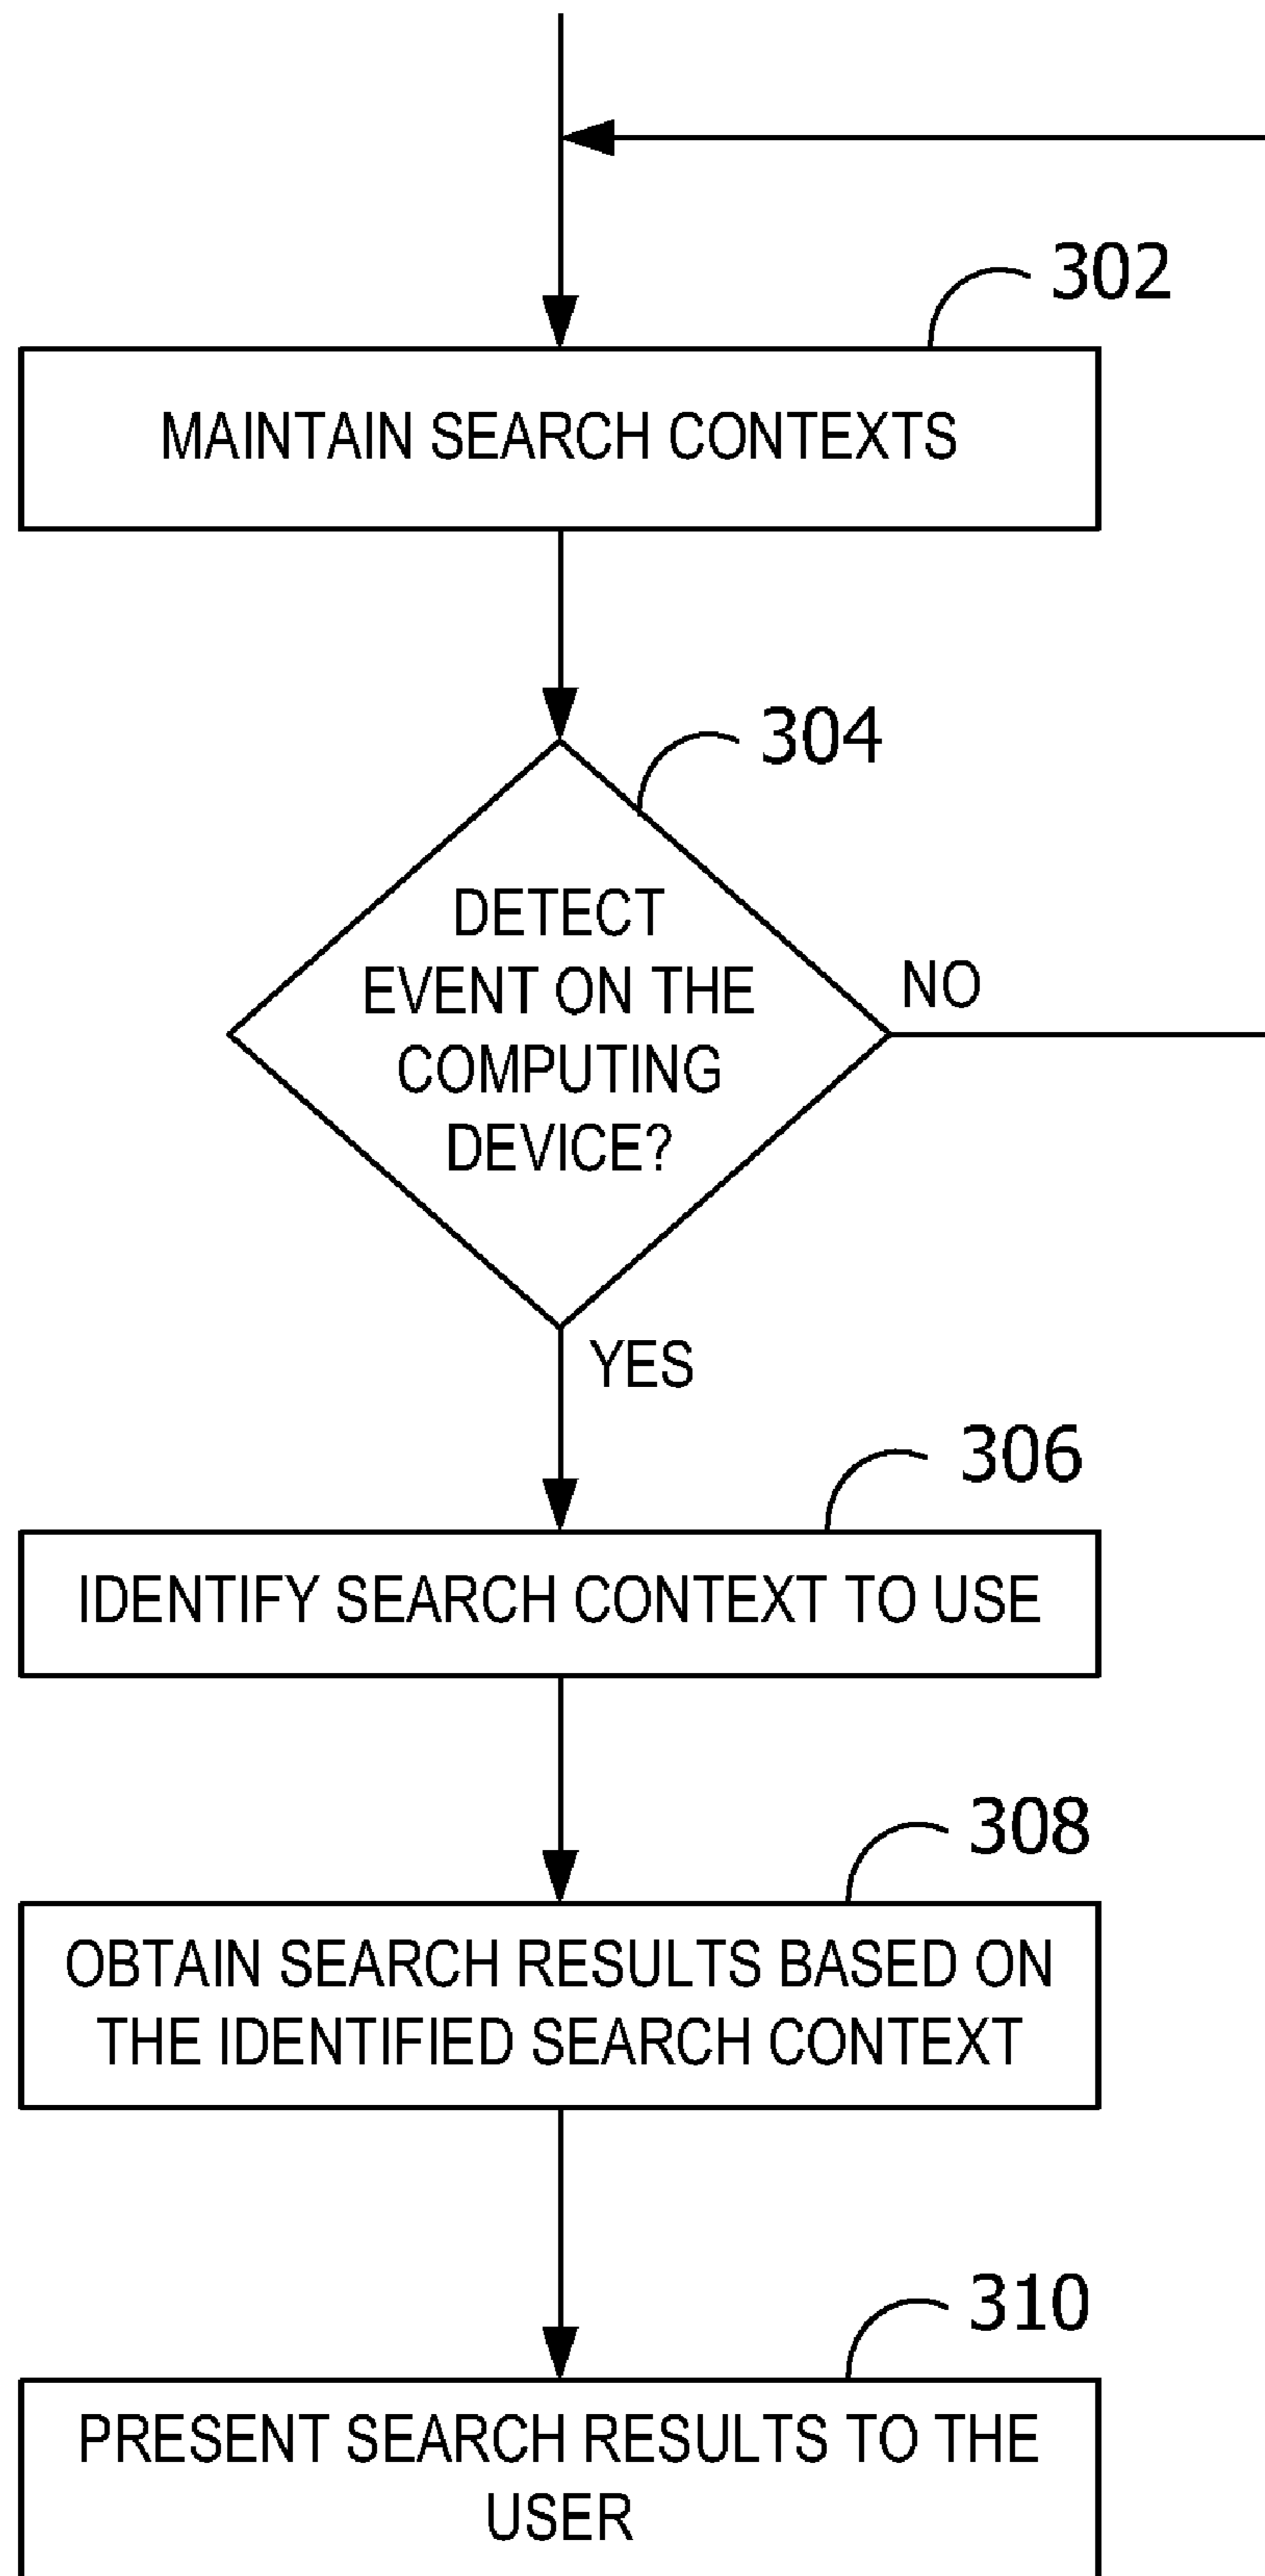 302
MAINTAIN SEARCH CONTEXTS
304
DETECT
EVENT ON THE
COMPUTING
DEVICE?
NO
YES
306
IDENTIFY SEARCH CONTEXT TO USE
308
OBTAIN SEARCH RESULTS BASED ON
THE IDENTIFIED SEARCH CONTEXT
310
PRESENT SEARCH RESULTS TO THE
USER